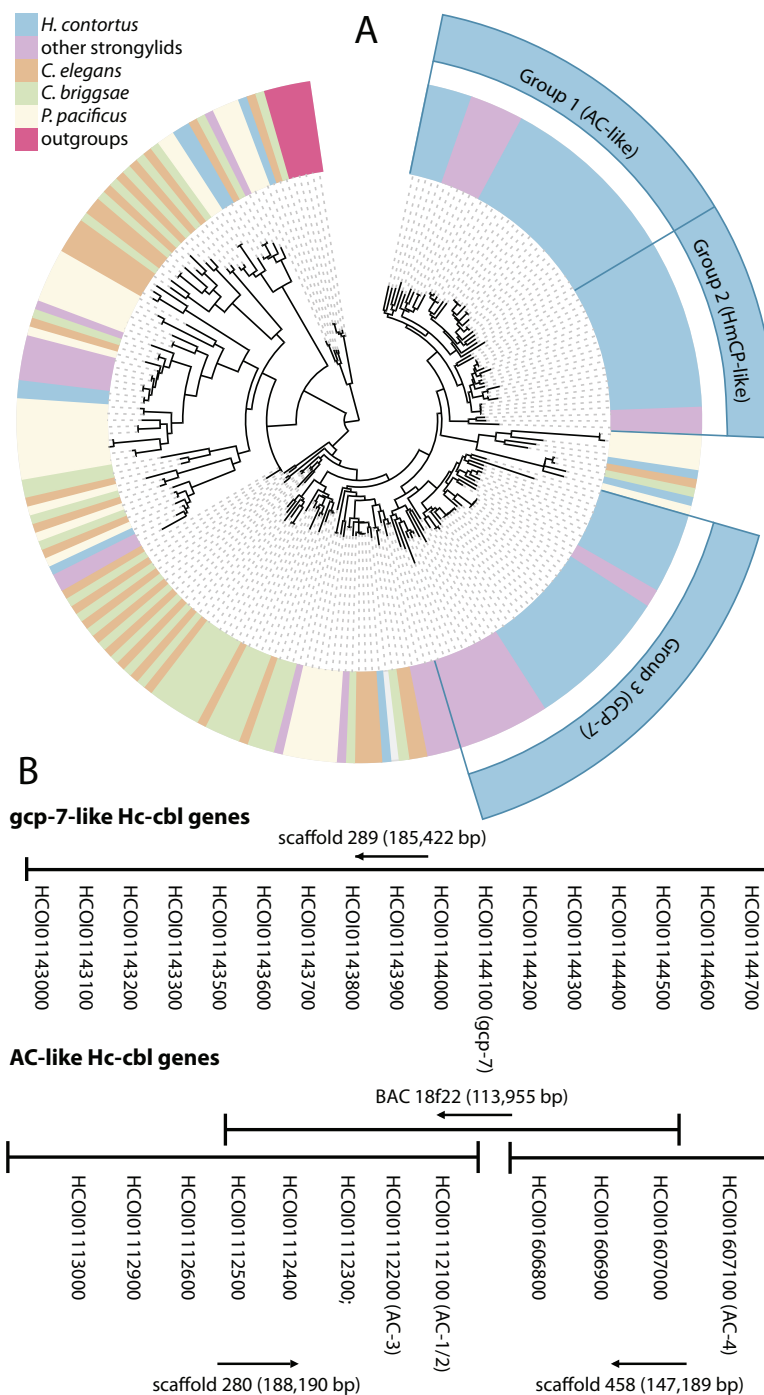 A
H. contortus
other strongylids
C. elegans
C. briggsae
P. pacificus
outgroups
Group 1 (AC-like)
Group 2 (HmCP-like)
Group 3 (GCP-7)
B
gcp-7-like Hc-cbl genes
scaffold 289 (185,422 bp)
HCOI01143000
HCOI01143100
HCOI01143200
HCOI01143300
HCOI01143500
HCOI01143600
HCOI01143700
HCOI01143800
HCOI01143900
HCOI01144000
HCOI01144100 (gcp-7)
HCOI01144200
HCOI01144300
HCOI01144400
HCOI01144500
HCOI01144600
HCOI01144700
AC-like Hc-cbl genes
BAC 18f22 (113,955 bp)
HCOI01113000
HCOI01112900
HCOI01112600
HCOI01112500
HCOI01112400
HCOI01112300;
HCOI01112200 (AC-3)
HCOI01112100 (AC-1/2)
HCOI01606800
HCOI01606900
HCOI01607000
HCOI01607100 (AC-4)
scaffold 280 (188,190 bp)
scaffold 458 (147,189 bp)